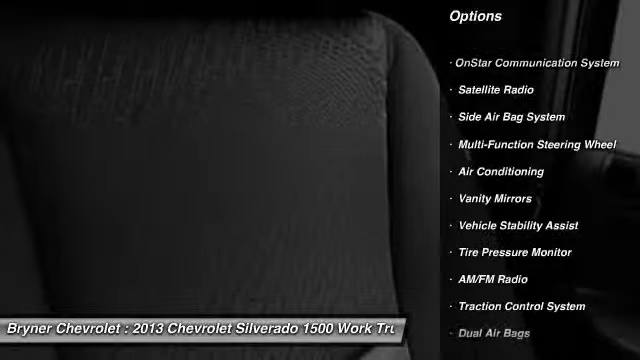 Options
· OnStar Communication System
· Satellite Radio
· Side Air Bag System
· Multi-Function Steering Wheel
· Air Conditioning
· Vanity Mirrors
· Vehicle Stability Assist
· Tire Pressure Monitor
· AM/FM Radio
· Traction Control System
· Dual Air Bags
Bryner Chevrolet : 2013 Chevrolet Silverado 1500 Work Tru